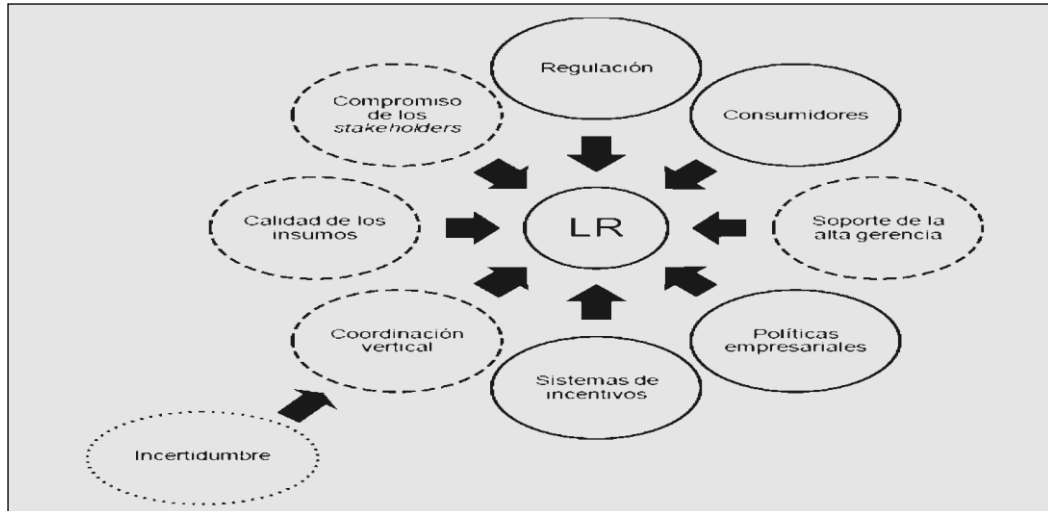 Regulación
Compromiso
de los
stakeholders
Consumidores
Calidad de los
insumos
LR
Soporte de la
alta gerencia
Coordinación
vertical
Políticas
empresariales
Sistemas de
incentivos
Incertidumbre